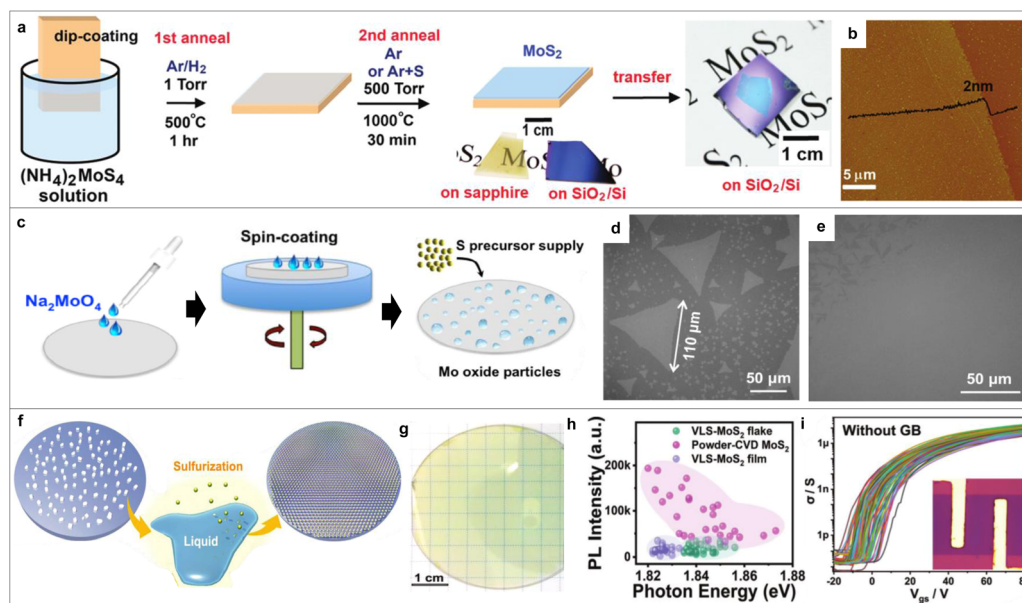 a
dip-coating
(NH₄)₂MoS₄
solution
1st anneal
Ar/H₂
1 Torr
500°C
1 hr
2nd anneal
Ar
or Ar+S
500 Torr
1000°C
30 min
MoS₂
1 cm
on sapphire
on SiO₂/Si
transfer
MoS₂
1 cm
on SiO₂/Si
b
2nm
5 μm
c
Na₂MoO₄
Spin-coating
S precursor supply
Mo oxide particles
d
110 μm
50 μm
e
50 μm
f
Sulfurization
Liquid
g
1 cm
h
VLS-MoS₂ flake
Powder-CVD MoS₂
VLS-MoS₂ film
PL Intensity (a.u.)
200k
100k
0
1.82 1.84 1.86 1.88
Photon Energy (eV)
i
Without GB
σ / S
1μ
1n
1p
-20 0 20 40 60 80
V_gs / V